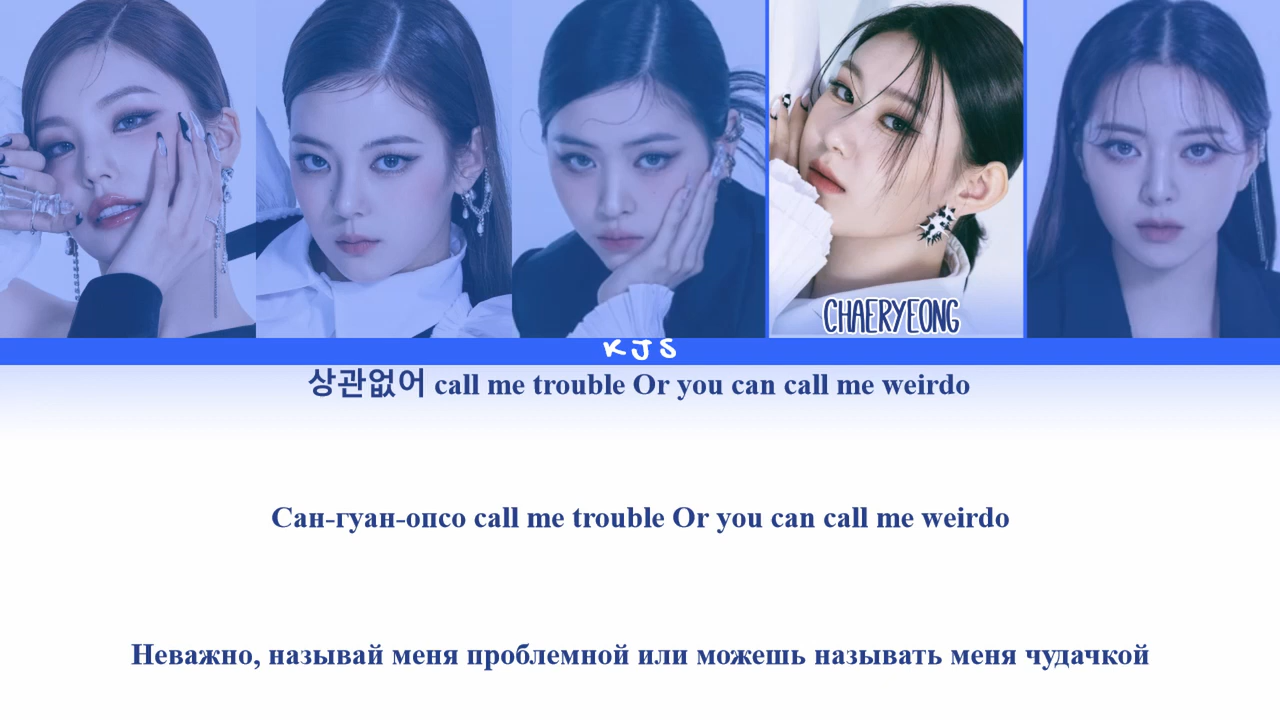 CHAERYEONG
KJS
상관없어 call me trouble Or you can call me weirdo
Сан-гуан-опсо call me trouble Or you can call me weirdo
Неважно, называй меня проблемной или можешь называть меня чудачкой